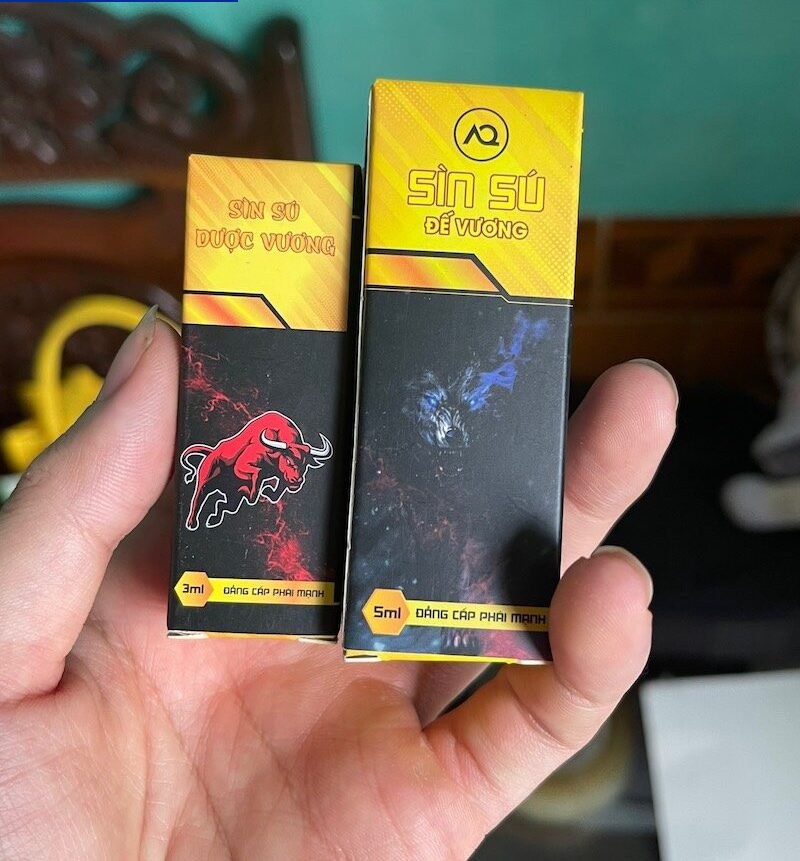 SÌN SÚ
DƯỢC VƯƠNG
3ml
ĐẲNG CẤP PHÁI MẠNH
AQ
SÌN SÚ
ĐẾ VƯƠNG
5ml
ĐẲNG CẤP PHÁI MẠNH